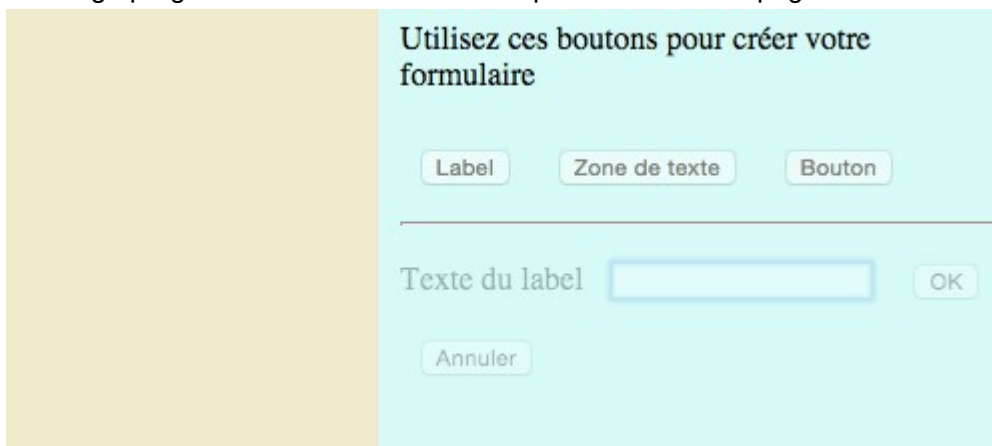 Utilisez ces boutons pour créer votre
formulaire
Label Zone de texte Bouton
Texte du label OK
Annuler